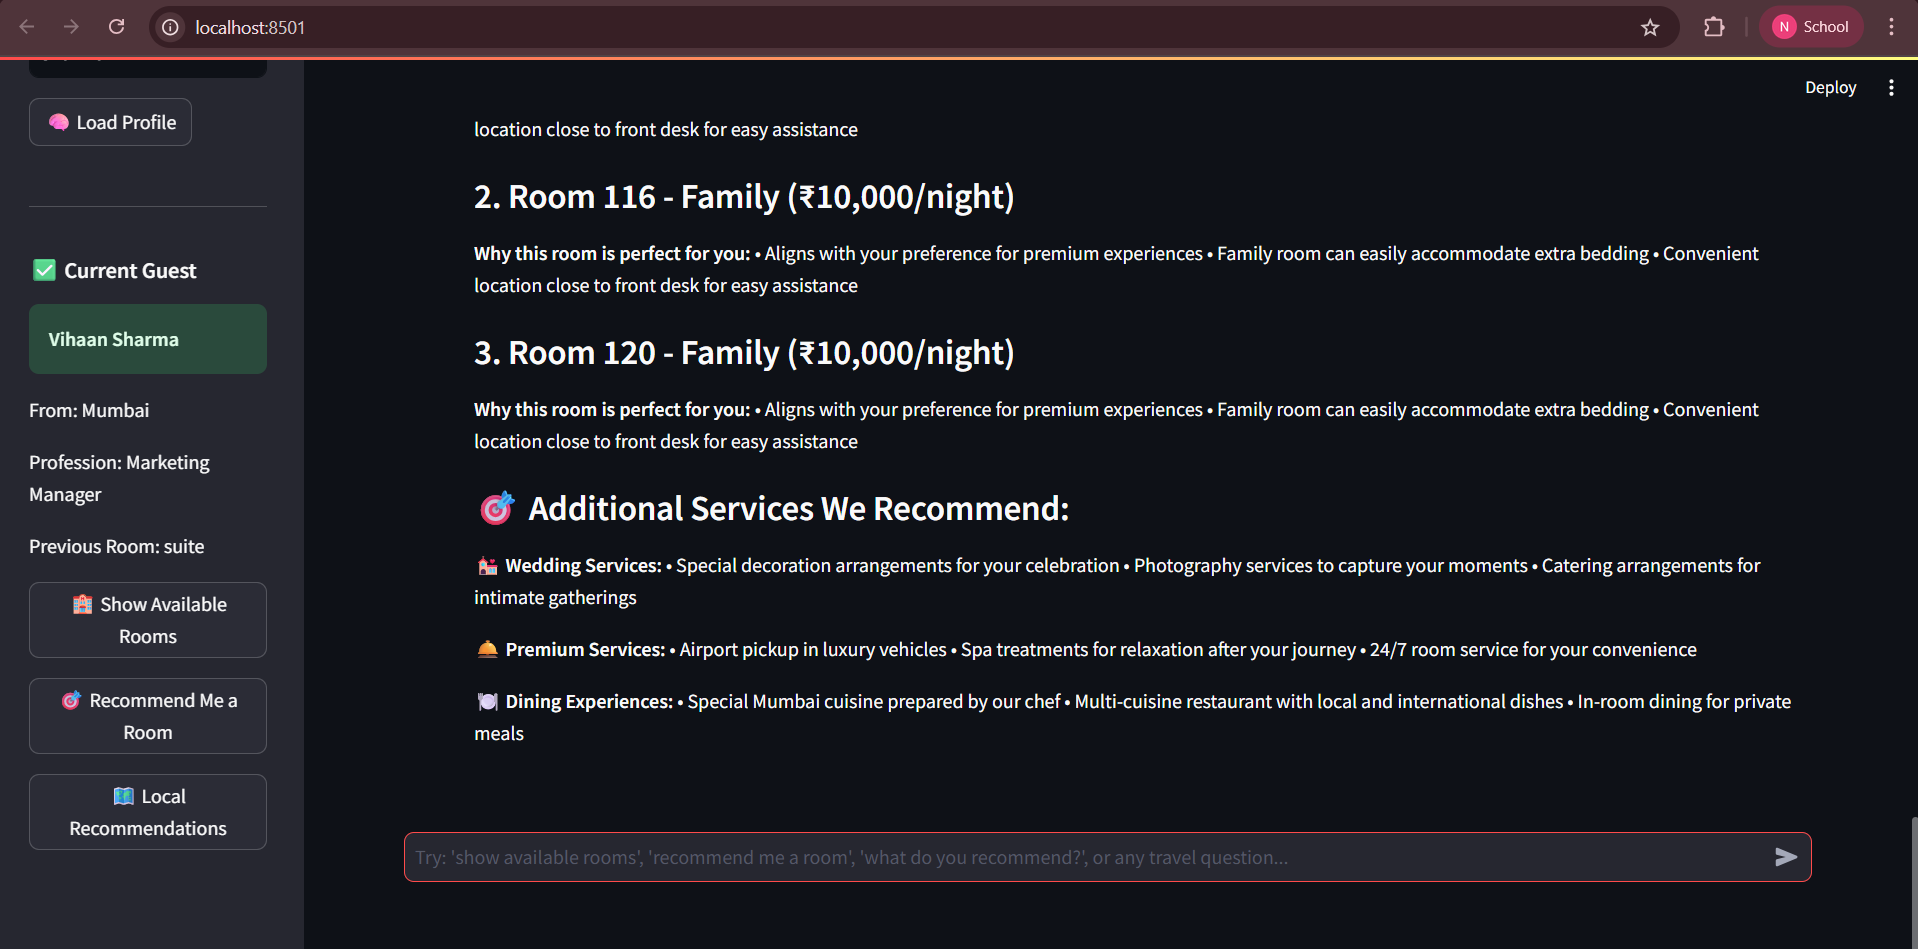 localhost:8501
N School
Deploy
🧠 Load Profile
✅ Current Guest
Vihaan Sharma
From: Mumbai
Profession: Marketing
Manager
Previous Room: suite
🏨 Show Available
Rooms
🎯 Recommend Me a
Room
🗺️ Local
Recommendations
location close to front desk for easy assistance
2. Room 116 - Family (₹10,000/night)
Why this room is perfect for you: • Aligns with your preference for premium experiences • Family room can easily accommodate extra bedding • Convenient
location close to front desk for easy assistance
3. Room 120 - Family (₹10,000/night)
Why this room is perfect for you: • Aligns with your preference for premium experiences • Family room can easily accommodate extra bedding • Convenient
location close to front desk for easy assistance
🎯 Additional Services We Recommend:
💒 Wedding Services: • Special decoration arrangements for your celebration • Photography services to capture your moments • Catering arrangements for
intimate gatherings
🛎️ Premium Services: • Airport pickup in luxury vehicles • Spa treatments for relaxation after your journey • 24/7 room service for your convenience
🍽️ Dining Experiences: • Special Mumbai cuisine prepared by our chef • Multi-cuisine restaurant with local and international dishes • In-room dining for private
meals
Try: 'show available rooms', 'recommend me a room', 'what do you recommend?', or any travel question...